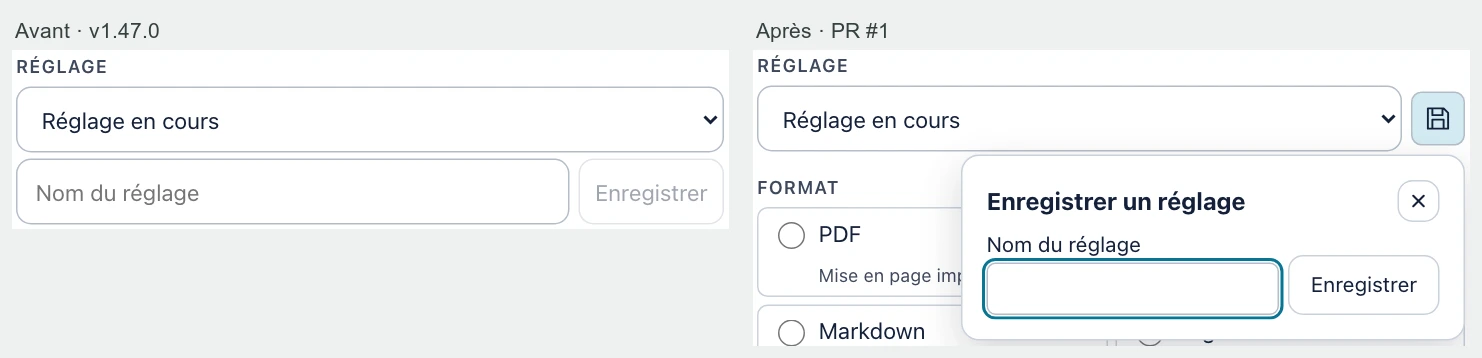 Avant · v1.47.0
RÉGLAGE
Réglage en cours
Nom du réglage
Enregistrer
Après · PR #1
RÉGLAGE
Réglage en cours
FORMAT
PDF
Mise en page
Markdown
Enregistrer un réglage
Nom du réglage
Enregistrer